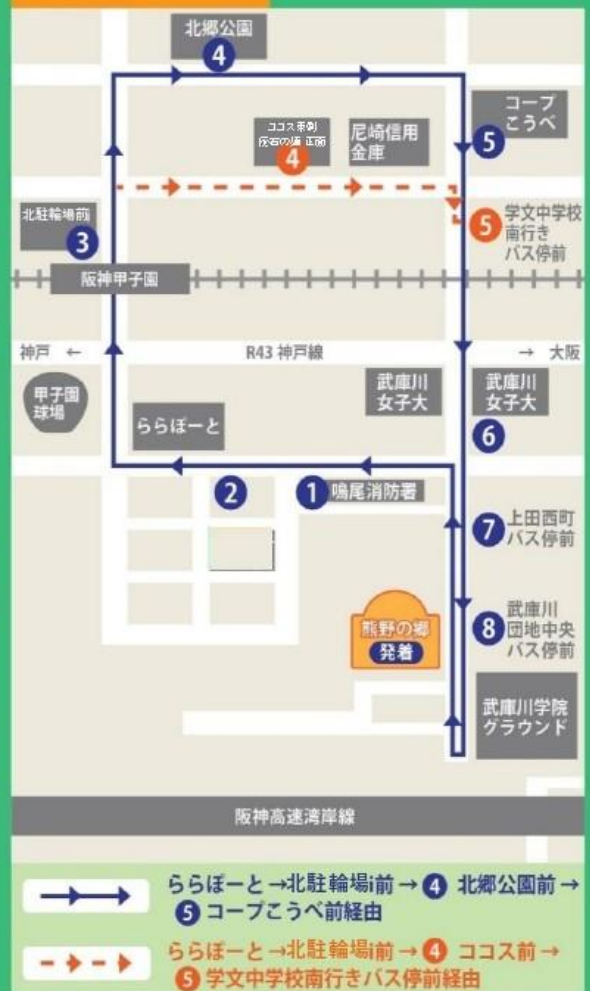 北郷公園
4
コープ
こうべ
5
ココス東側
4
尼崎信用
金庫
北駐輪場前
3
5
学文中学校
南行き
バス停前
阪神甲子園
神戸 ←
R43 神戸線
→ 大阪
甲子園
球場
ららぽーと
武庫川
女子大
武庫川
女子大
6
2
1
鳴尾消防署
7
上田西町
バス停前
熊野の郷
発着
8
武庫川
団地中央
バス停前
武庫川学院
グラウンド
阪神高速湾岸線
ららぽーと→北駐輪場前→4 北郷公園前→
5 コープこうべ前経由
ららぽーと→北駐輪場前→4 ココス前→
5 学文中学校南行きバス停前経由